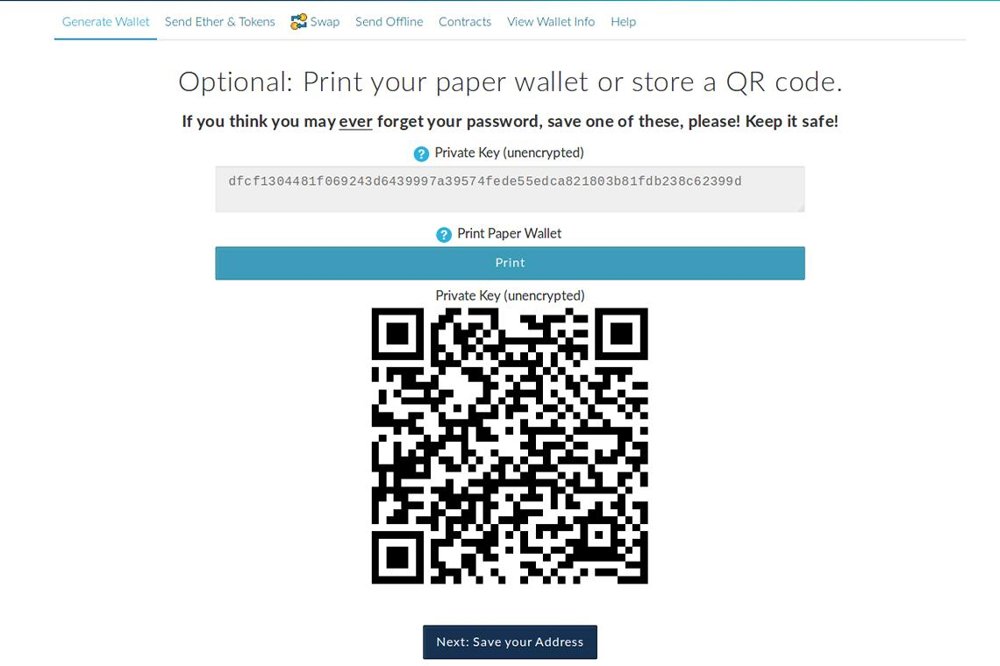 Generate Wallet Send Ether & Tokens Swap Send Offline Contracts View Wallet Info Help
Optional: Print your paper wallet or store a QR code.
If you think you may ever forget your password, save one of these, please! Keep it safe!
? Private Key (unencrypted)
dfcf1304481f069243d6439997a39574fede55edca821803b81fdb238c62399d
? Print Paper Wallet
Print
Private Key (unencrypted)
Next: Save your Address